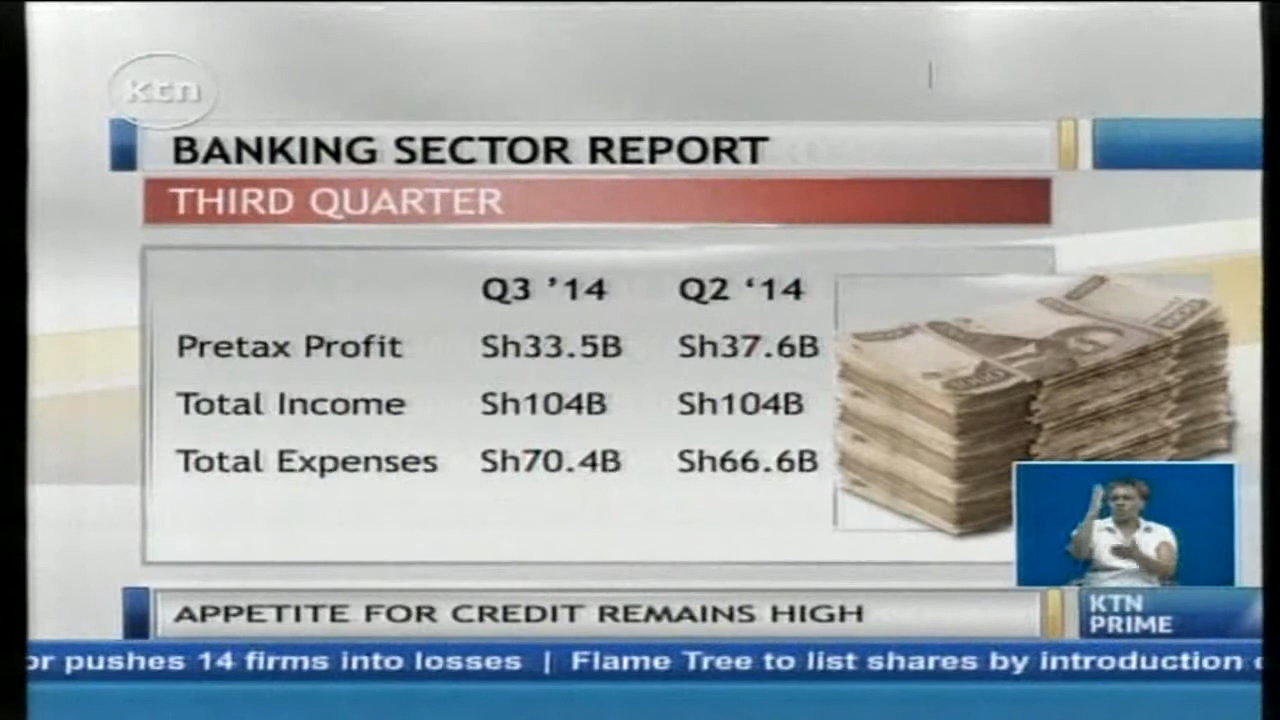 ktn
BANKING SECTOR REPORT
THIRD QUARTER
Q3 ’14 Q2 ‘14
Pretax Profit Sh33.5B Sh37.6B
Total Income Sh104B Sh104B
Total Expenses Sh70.4B Sh66.6B
APPETITE FOR CREDIT REMAINS HIGH
KTN
PRIME
or pushes 14 firms into losses | Flame Tree to list shares by introduction